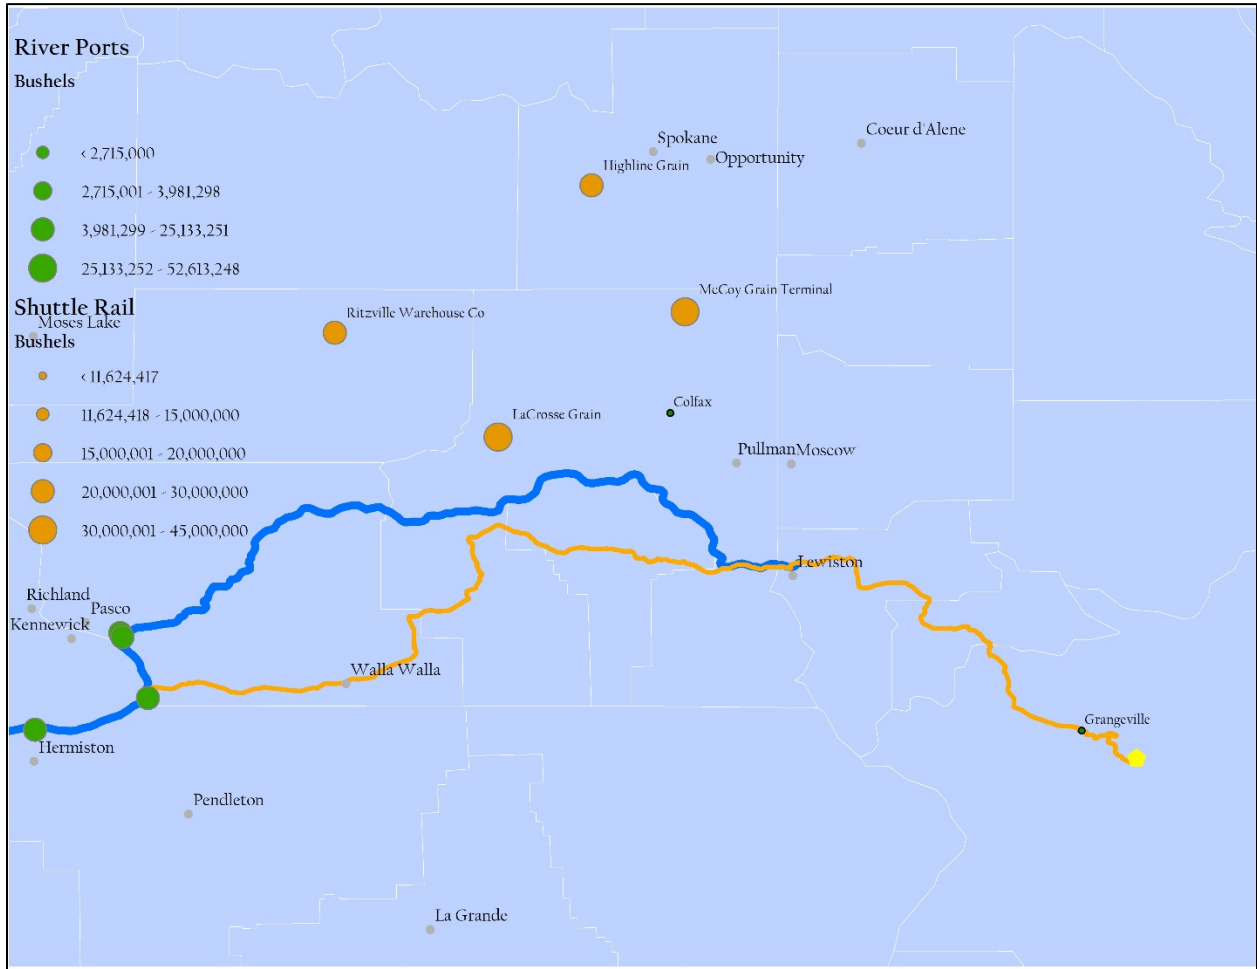 River Ports
Bushels
< 2,715,000
2,715,001 - 3,981,298
3,981,299 - 25,133,251
25,133,252 - 52,613,248
Shuttle Rail
Moses Lake
Bushels
< 11,624,417
11,624,418 - 15,000,000
15,000,001 - 20,000,000
20,000,001 - 30,000,000
30,000,001 - 45,000,000
Coeur d'Alene
Spokane
Opportunity
Highline Grain
McCoy Grain Terminal
Ritzville Warehouse Co
Colfax
LaCrosse Grain
Pullman
Moscow
Lewiston
Richland
Pasco
Kennewick
Walla Walla
Grangeville
Hermiston
Pendleton
La Grande